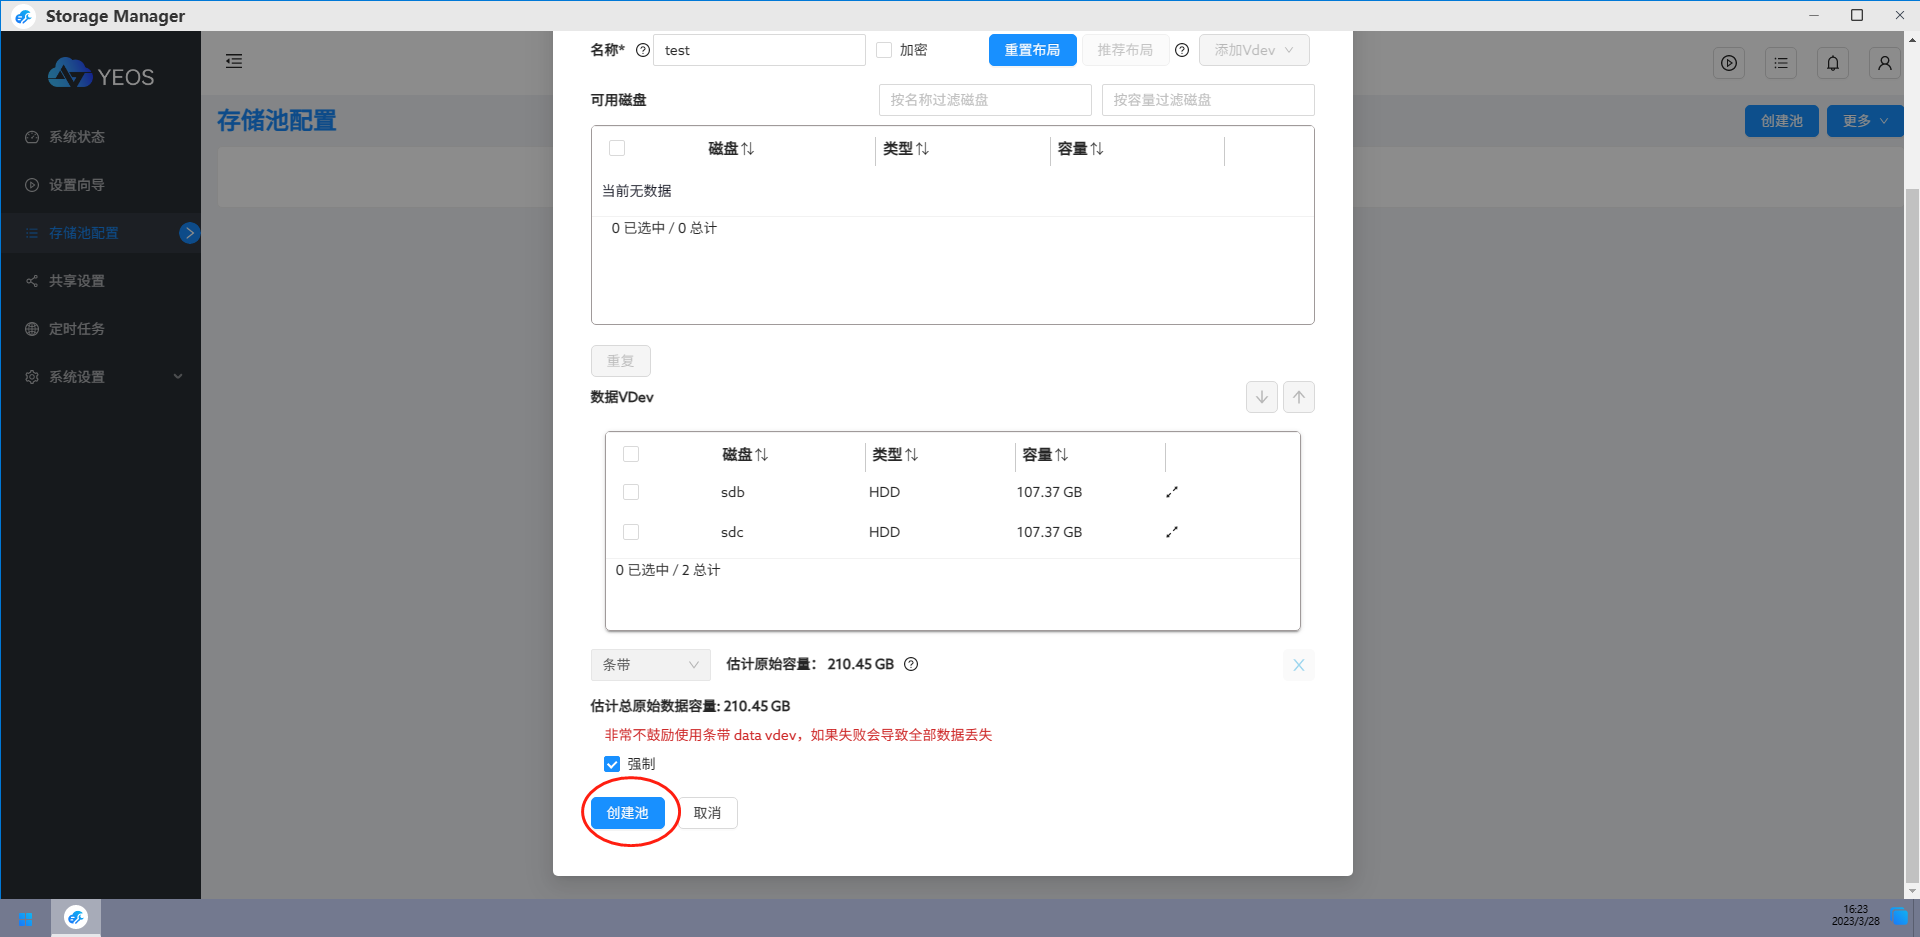 Storage Manager
YEOS
系统状态
设置向导
存储池配置
共享设置
定时任务
系统设置
存储池配置
创建池
更多
名称*
test
加密
重置布局
推荐布局
添加Vdev
可用磁盘
按名称过滤磁盘
按容量过滤磁盘
磁盘
类型
容量
当前无数据
0 已选中 / 0 总计
重复
数据VDev
磁盘
类型
容量
sdb HDD 107.37 GB
sdc HDD 107.37 GB
0 已选中 / 2 总计
条带
估计原始容量： 210.45 GB
估计总原始数据容量: 210.45 GB
非常不鼓励使用条带 data vdev，如果失败会导致全部数据丢失
强制
创建池
取消
16:23
2023/3/28